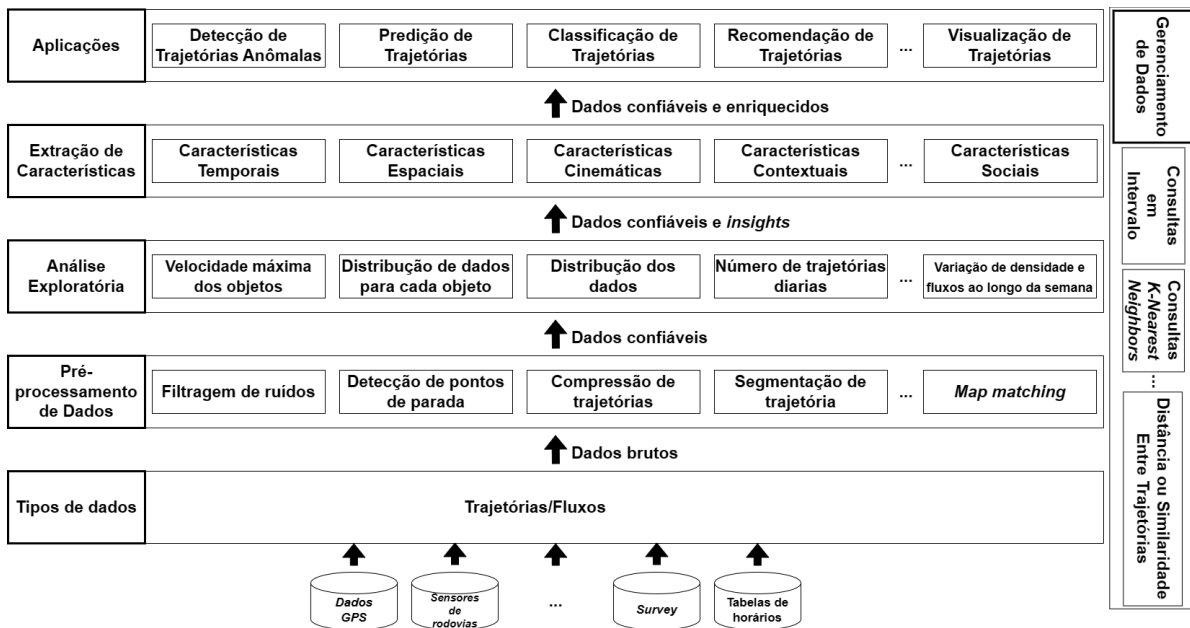 Aplicações
Detecção de
Trajetórias Anômalas
Predição de
Trajetórias
Classificação de
Trajetórias
Recomendação de
Trajetórias
...
Visualização de
Trajetórias
Dados confiáveis e enriquecidos
Extração de
Características
Características
Temporais
Características
Espaciais
Características
Cinemáticas
Características
Contextuais
...
Características
Sociais
Dados confiáveis e insights
Análise
Exploratória
Velocidade máxima
dos objetos
Distribução de dados
para cada objeto
Distribução dos
dados
Número de trajetórias
diarias
...
Variação de densidade e
fluxos ao longo da semana
Dados confiáveis
Pré-
processamento
de Dados
Filtragem de ruídos
Detecção de pontos
de parada
Compressão de
trajetórias
Segmentação de
trajetória
...
Map matching
Dados brutos
Tipos de dados
Trajetórias/Fluxos
Dados
GPS
Sensores
de
rodovias
...
Survey
Tabelas de
horários
Gerenciamento
de Dados
Consultas
em
Intervalo
Consultas
K-Nearest
Neighbors
...
Distância ou Similaridade
Entre Trajetórias